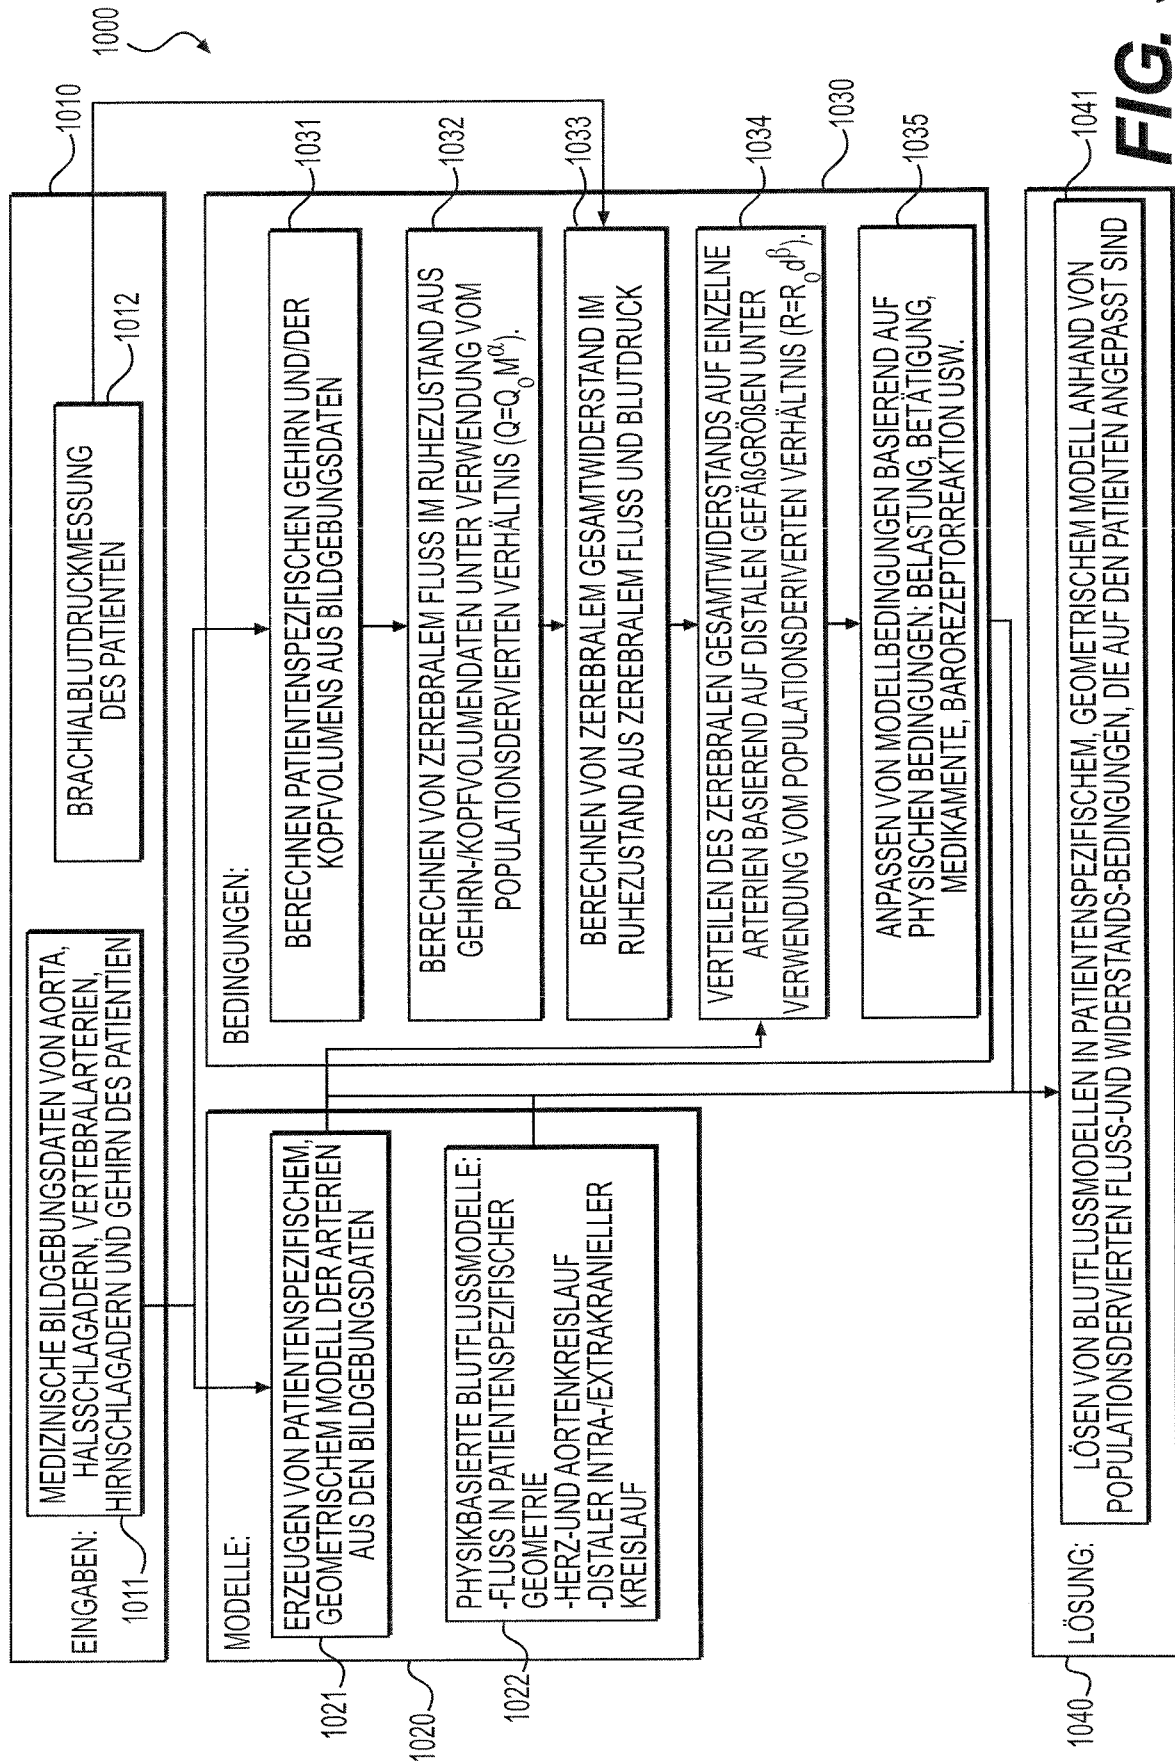 1000
1010
EINGABEN:
MEDIZINISCHE BILDGEBUNGSDATEN VON AORTA,
HALSSCHLAGADERN, VERTEBRALARTERIEN,
HIRNSCHLAGADERN UND GEHIRN DES PATIENTIEN
1011
BRACHIALBLUTDRUCKMESSUNG
DES PATIENTEN
1012
MODELLE:
ERZEUGEN VON PATIENTENSPEZIFISCHEM,
GEOMETRISCHEM MODELL DER ARTERIEN
AUS DEN BILDGEBUNGSDATEN
1021
1020
PHYSIKBASIERTE BLUTFLUSSMODELLE:
-FLUSS IN PATIENTENSPEZIFISCHER
GEOMETRIE
-HERZ-UND AORTENKREISLAUF
-DISTALER INTRA-/EXTRAKRANIELLER
KREISLAUF
1022
BEDINGUNGEN:
BERECHNEN PATIENTENSPEZIFISCHEN GEHIRN UND/DER
KOPFVOLUMENS AUS BILDGEBUNGSDATEN
1031
BERECHNEN VON ZEREBRALEM FLUSS IM RUHEZUSTAND AUS
GEHIRN-/KOPFVOLUMENDATEN UNTER VERWENDUNG VOM
POPULATIONSDERVIERTEN VERHÄLTNIS (Q=Q₀M^α).
1032
BERECHNEN VON ZEREBRALEM GESAMTWIDERSTAND IM
RUHEZUSTAND AUS ZEREBRALEM FLUSS UND BLUTDRUCK
1033
VERTEILEN DES ZEREBRALEN GESAMTWIDERSTANDS AUF EINZELNE
ARTERIEN BASIEREND AUF DISTALEN GEFÄßGRÖßEN UNTER
VERWENDUNG VOM POPULATIONSDERIVERTEN VERHÄLTNIS (R=R₀d^β).
1034
1030
ANPASSEN VON MODELLBEDINGUNGEN BASIEREND AUF
PHYSISCHEN BEDINGUNGEN: BELASTUNG, BETÄTIGUNG,
MEDIKAMENTE, BAROREZEPTORREAKTION USW.
1035
1040
LÖSUNG:
LÖSEN VON BLUTFLUSSMODELLEN IN PATIENTENSPEZIFISCHEM, GEOMETRISCHEM MODELL ANHAND VON
POPULATIONSDERVIERTEN FLUSS-UND WIDERSTANDS-BEDINGUNGEN, DIE AUF DEN PATIENTEN ANGEPASST SIND
1041
FIG.